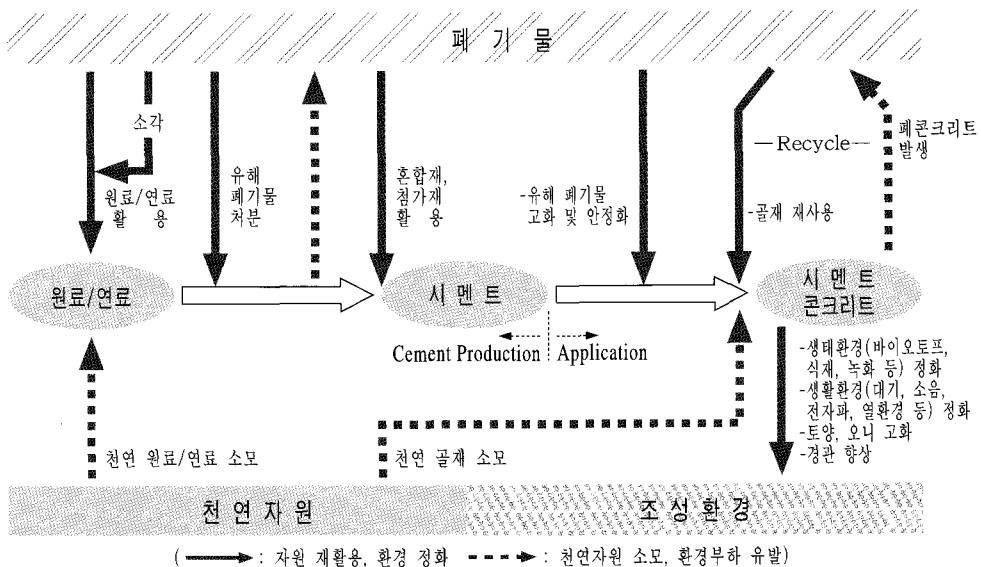 폐 기 물
소각
원료/연료
활 용
유해
폐기물
처분
혼합재,
첨가재
활 용
-유해 폐기물
고화 및 안정화
Recycle
-골재 재사용
폐콘크리트
발생
원료/연료
시 멘 트
시 멘 트
콘크리트
Cement Production
Application
-생태환경(바이오토프,
식재, 녹화 등) 정화
-생활환경(대기, 소음,
전자파, 열환경 등) 정화
-토양, 오니 고화
-경관 향상
천연 원료/연료 소모
천연 골재 소모
천 연 자 원
조 성 환 경
( : 자원 재활용, 환경 정화 : 천연자원 소모, 환경부하 유발)